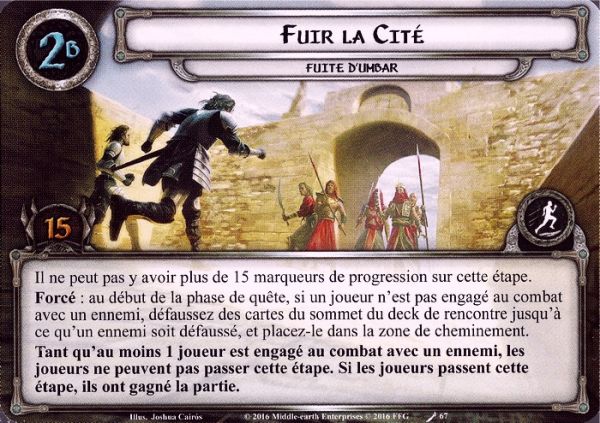 2B
FUIR LA CITÉ
FUITE D'UMBAR
15
Il ne peut pas y avoir plus de 15 marqueurs de progression sur cette étape.
Forcé : au début de la phase de quête, si un joueur n'est pas engagé au combat
avec un ennemi, défaussez des cartes du sommet du deck de rencontre jusqu'à
ce qu'un ennemi soit défaussé, et placez-le dans la zone de cheminement.
Tant qu'au moins 1 joueur est engagé au combat avec un ennemi, les
joueurs ne peuvent pas passer cette étape. Si les joueurs passent cette
étape, ils ont gagné la partie.
Illus. Joshua Cairós © 2016 Middle-earth Enterprises © 2016 FFG 67